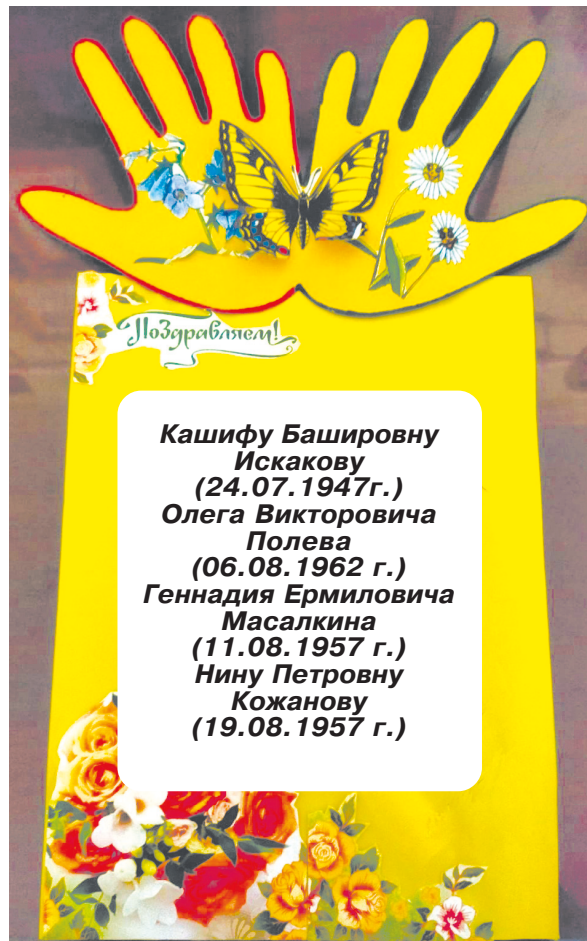 Поздравляем!
Кашифу Башировну
Искакову
(24.07.1947г.)
Олега Викторовича
Полева
(06.08.1962 г.)
Геннадия Ермиловича
Масалкина
(11.08.1957 г.)
Нину Петровну
Кожанову
(19.08.1957 г.)